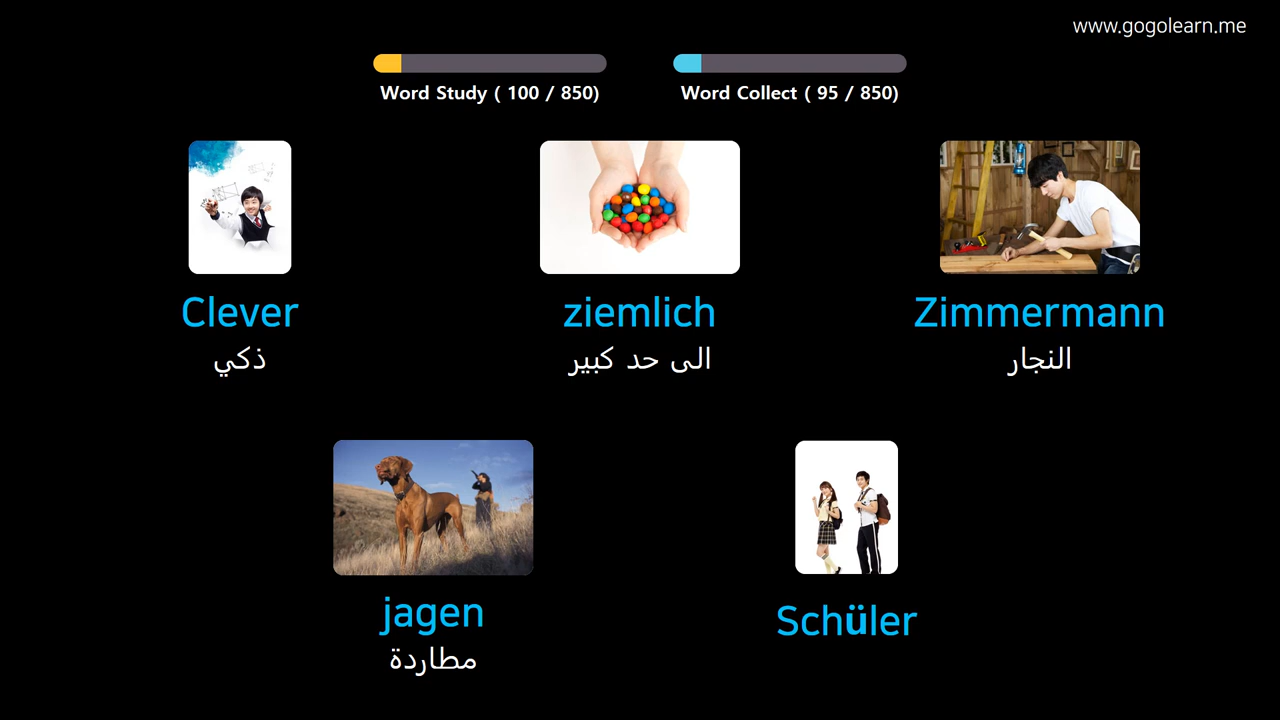 www.gogolearn.me
Word Study ( 100 / 850)
Word Collect ( 95 / 850)
Clever
ذكي
ziemlich
الى حد كبير
Zimmermann
النجار
jagen
مطاردة
Schüler